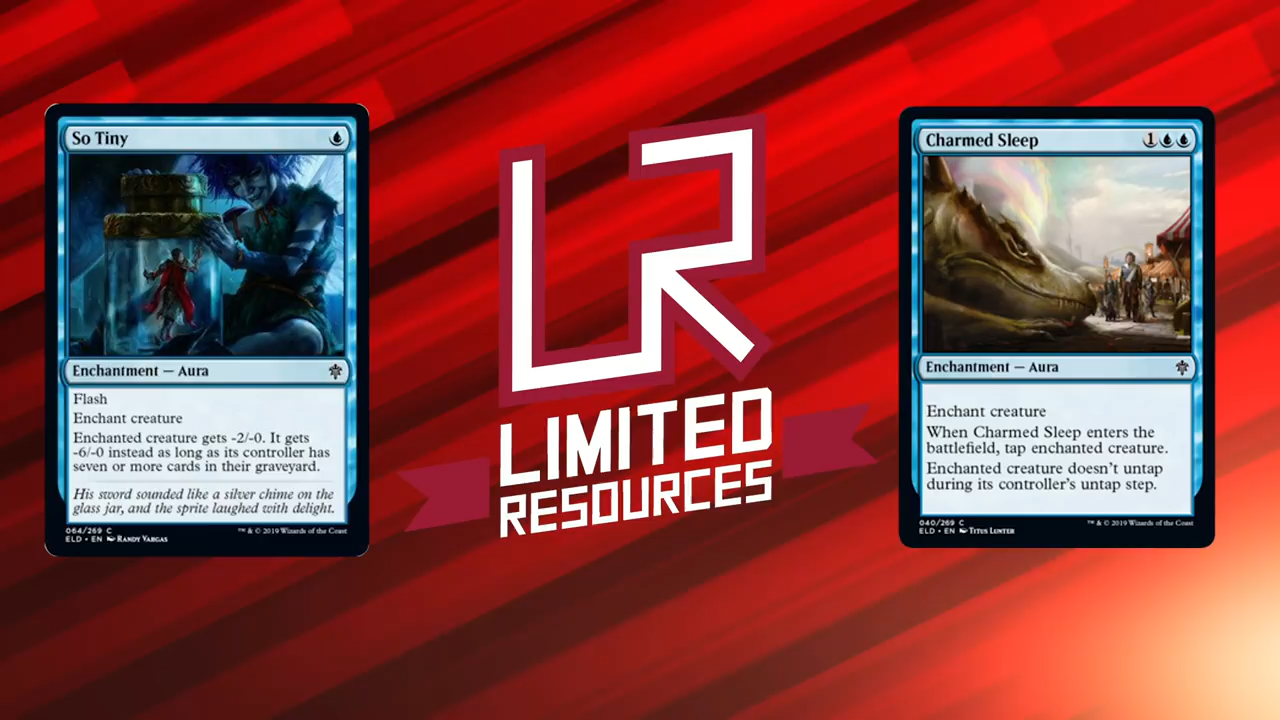 So Tiny
Enchantment — Aura
Flash
Enchant creature
Enchanted creature gets -2/-0. It gets
-6/-0 instead as long as its controller has
seven or more cards in their graveyard.
His sword sounded like a silver chime on the
glass jar, and the sprite laughed with delight.
064/269 C
ELD • EN RANDY VARGAS
™ & © 2019 Wizards of the Coast
LR
LIMITED
RESOURCES
Charmed Sleep 1
Enchantment — Aura
Enchant creature
When Charmed Sleep enters the
battlefield, tap enchanted creature.
Enchanted creature doesn't untap
during its controller's untap step.
040/269 C
ELD • EN TITUS LUNTER
™ & © 2019 Wizards of the Coast